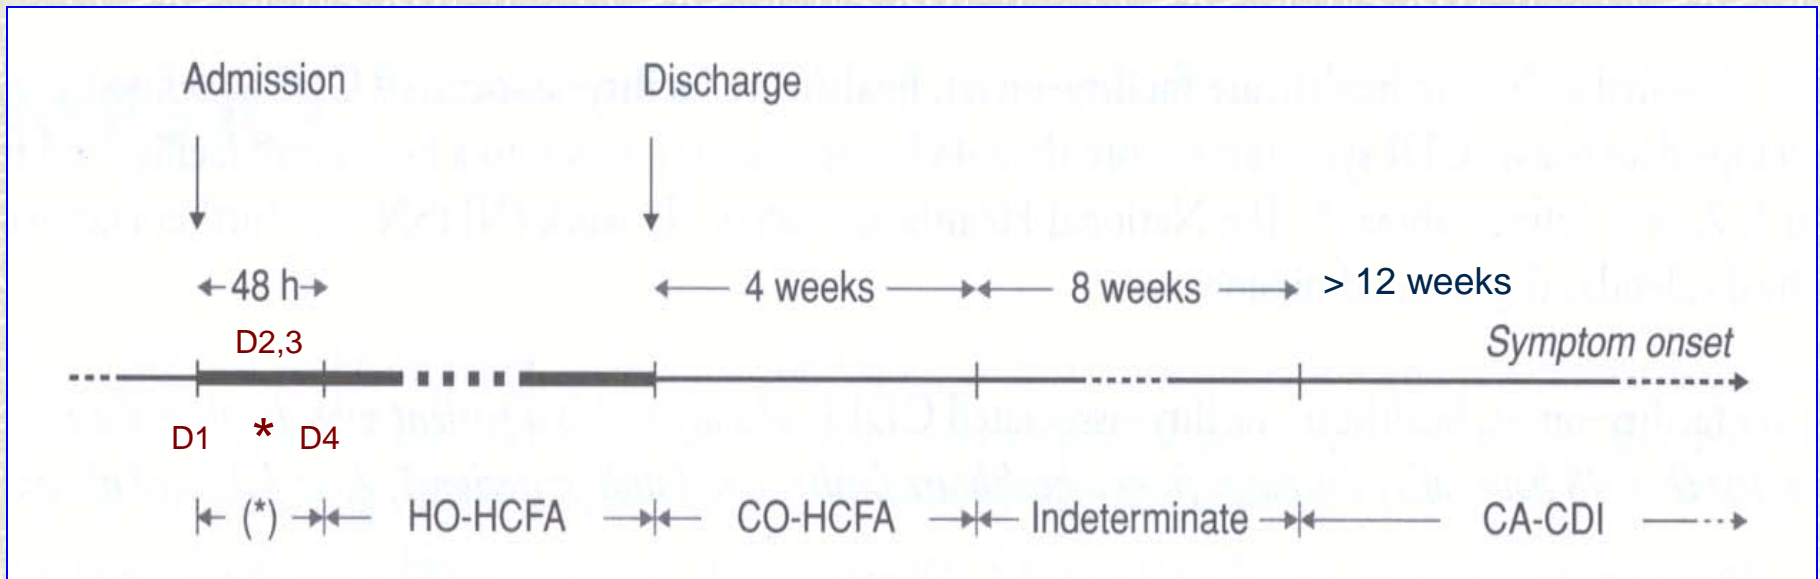 Admission Discharge
48 h 4 weeks 8 weeks > 12 weeks
D2,3 Symptom onset
D1 * D4
(*) HO-HCFA CO-HCFA Indeterminate CA-CDI